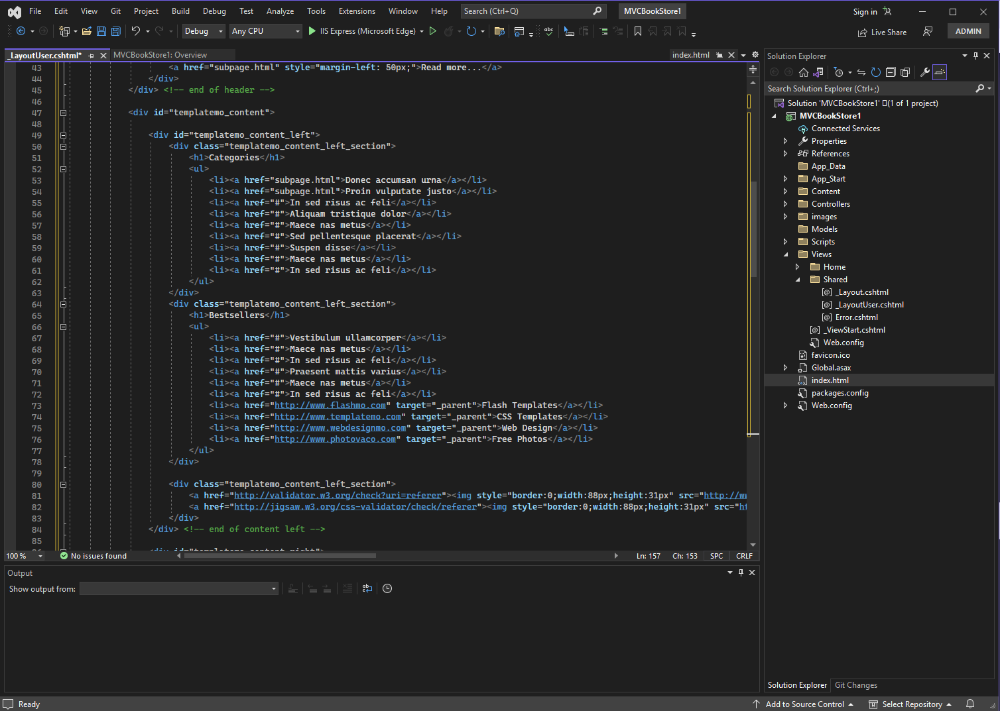 File Edit View Git Project Build Debug Test Analyze Tools Extensions Window Help Search (Ctrl+Q) MVCBookStore1 Sign in
Debug Any CPU IIS Express (Microsoft Edge) Live Share ADMIN
_LayoutUser.cshtml* MVCBookStore1: Overview index.html
43 <a href="subpage.html" style="margin-left: 50px;">Read more...</a>
44 </div>
45 </div> <!-- end of header -->
46
47 <div id="templatemo_content">
48
49 <div id="templatemo_content_left">
50 <div class="templatemo_content_left_section">
51 <h1>Categories</h1>
52 <ul>
53 <li><a href="subpage.html">Donec accumsan urna</a></li>
54 <li><a href="subpage.html">Proin vulputate justo</a></li>
55 <li><a href="#">In sed risus ac feli</a></li>
56 <li><a href="#">Aliquam tristique dolor</a></li>
57 <li><a href="#">Maece nas metus</a></li>
58 <li><a href="#">Sed pellentesque placerat</a></li>
59 <li><a href="#">Suspen disse</a></li>
60 <li><a href="#">Maece nas metus</a></li>
61 <li><a href="#">In sed risus ac feli</a></li>
62 </ul>
63 </div>
64 <div class="templatemo_content_left_section">
65 <h1>Bestsellers</h1>
66 <ul>
67 <li><a href="#">Vestibulum ullamcorper</a></li>
68 <li><a href="#">Maece nas metus</a></li>
69 <li><a href="#">In sed risus ac feli</a></li>
70 <li><a href="#">Praesent mattis varius</a></li>
71 <li><a href="#">Maece nas metus</a></li>
72 <li><a href="#">In sed risus ac feli</a></li>
73 <li><a href="http://www.flashmo.com" target="_parent">Flash Templates</a></li>
74 <li><a href="http://www.templatemo.com" target="_parent">CSS Templates</a></li>
75 <li><a href="http://www.webdesignmo.com" target="_parent">Web Design</a></li>
76 <li><a href="http://www.photovaco.com" target="_parent">Free Photos</a></li>
77 </ul>
78 </div>
79
80 <div class="templatemo_content_left_section">
81 <a href="http://validator.w3.org/check?uri=referer"><img style="border:0;width:88px;height:31px" src="http://ww
82 <a href="http://jigsaw.w3.org/css-validator/check/referer"><img style="border:0;width:88px;height:31px" src="ht
83 </div>
84 </div> <!-- end of content left -->
85
100 % No issues found Ln: 157 Ch: 153 SPC CRLF
Output
Show output from:
Solution Explorer
Search Solution Explorer (Ctrl+;)
Solution 'MVCBookStore1' (1 of 1 project)
MVCBookStore1
Connected Services
Properties
References
App_Data
App_Start
Content
Controllers
images
Models
Scripts
Views
Home
Shared
_Layout.cshtml
_LayoutUser.cshtml
Error.cshtml
_ViewStart.cshtml
Web.config
favicon.ico
Global.asax
index.html
packages.config
Web.config
Solution Explorer Git Changes
Ready Add to Source Control Select Repository